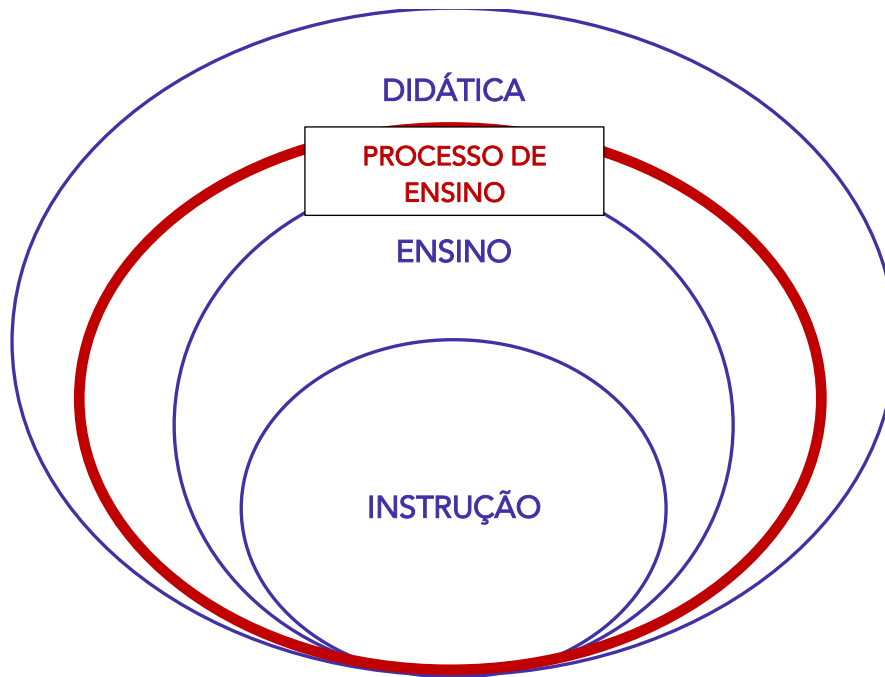 DIDÁTICA
PROCESSO DE
ENSINO
ENSINO
INSTRUÇÃO